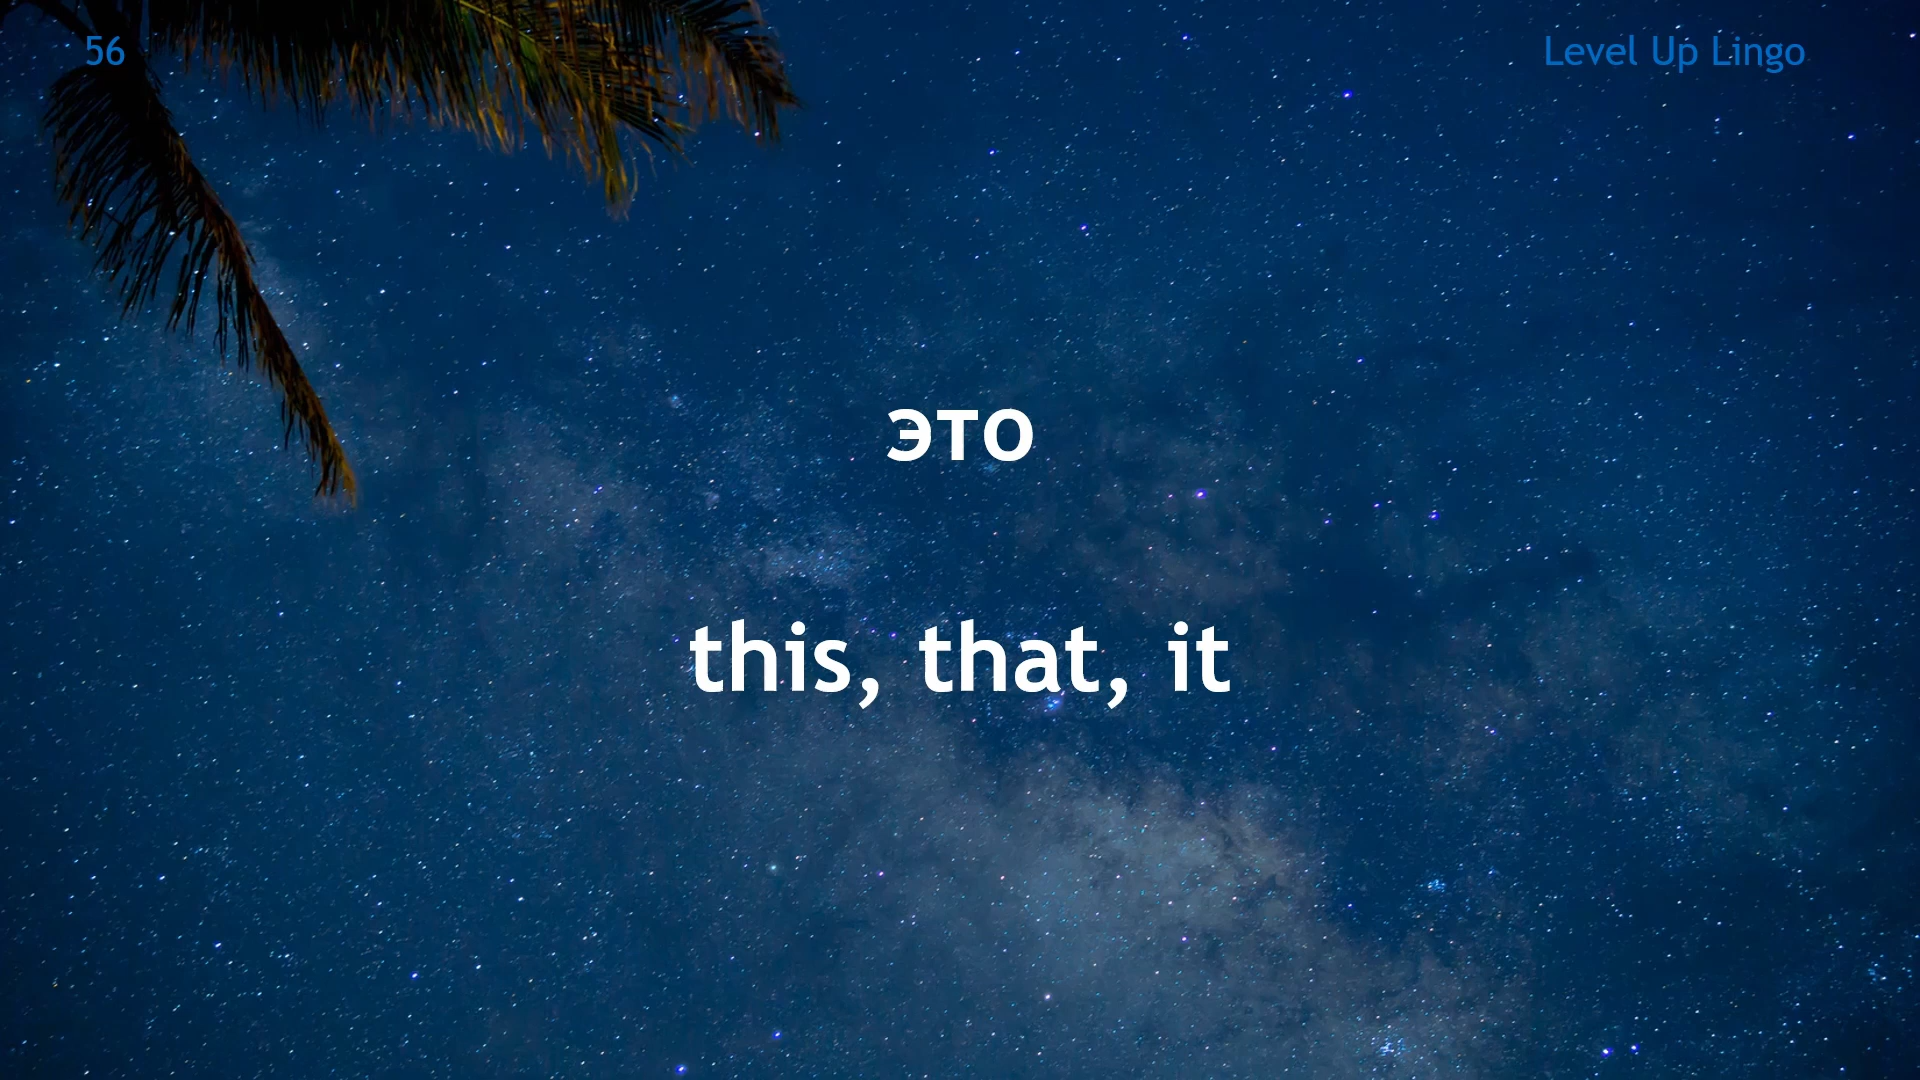 56
Level Up Lingo
это
this, that, it